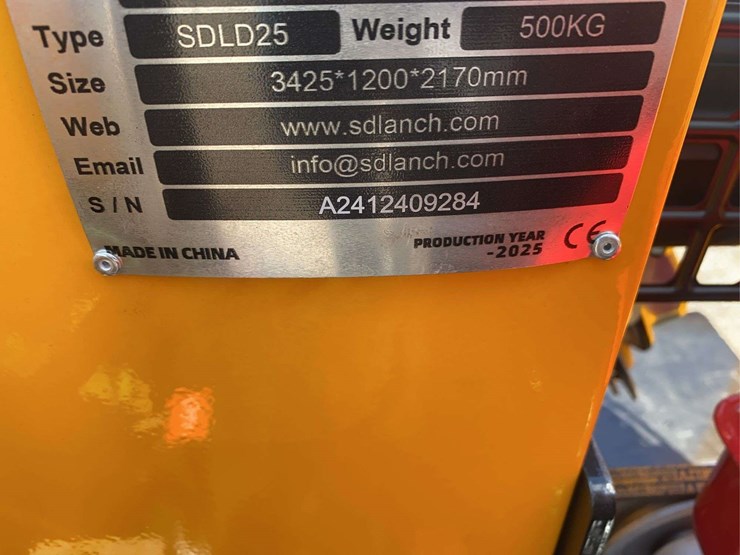 Type SDLD25 Weight 500KG
Size 3425*1200*2170mm
Web www.sdlanch.com
Email info@sdlanch.com
S / N A2412409284
MADE IN CHINA PRODUCTION YEAR CE
-2025